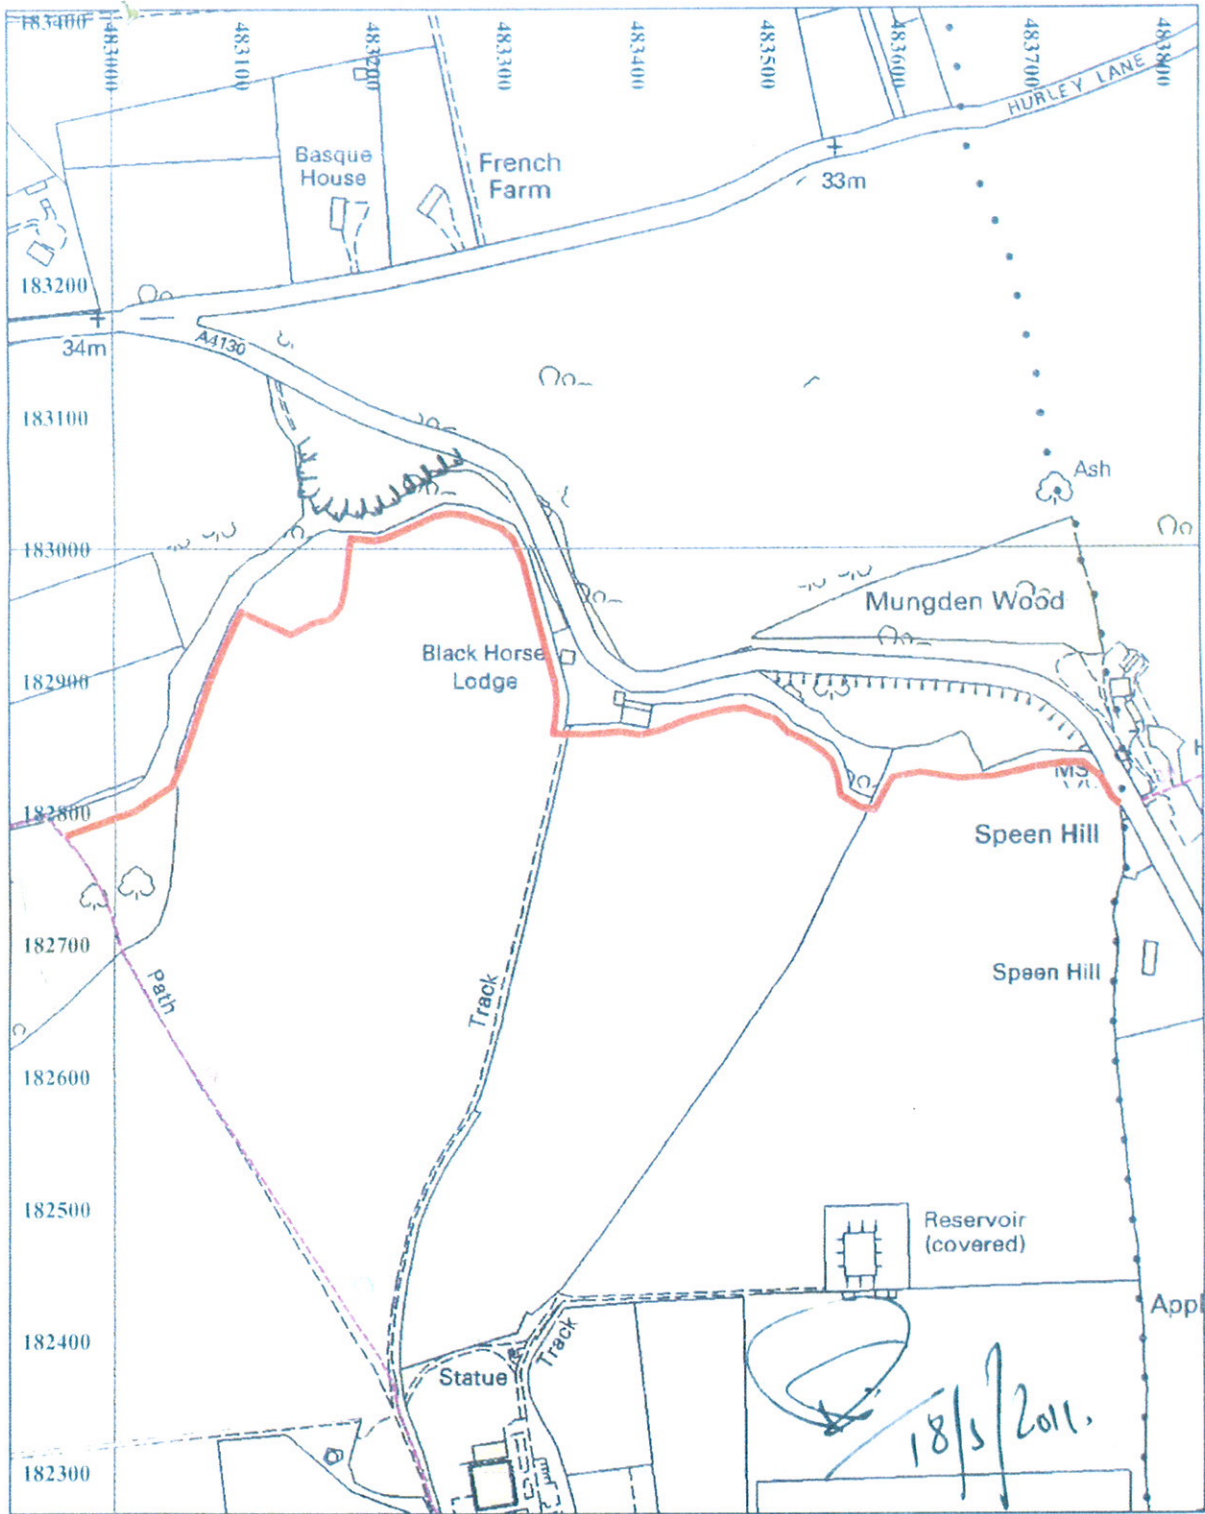 183400
483000
483100
483200
483300
483400
483500
483600
483700
483800
HURLEY LANE
Basque
House
French
Farm
33m
183200
34m
A4130
183100
Ash
183000
Mungden Wood
Black Horse
Lodge
182900
H
MS
182800
Speen Hill
182700
Path
Track
Speen Hill
182600
182500
Reservoir
(covered)
182400
Track
Statue
Appl
18/5/2011.
182300